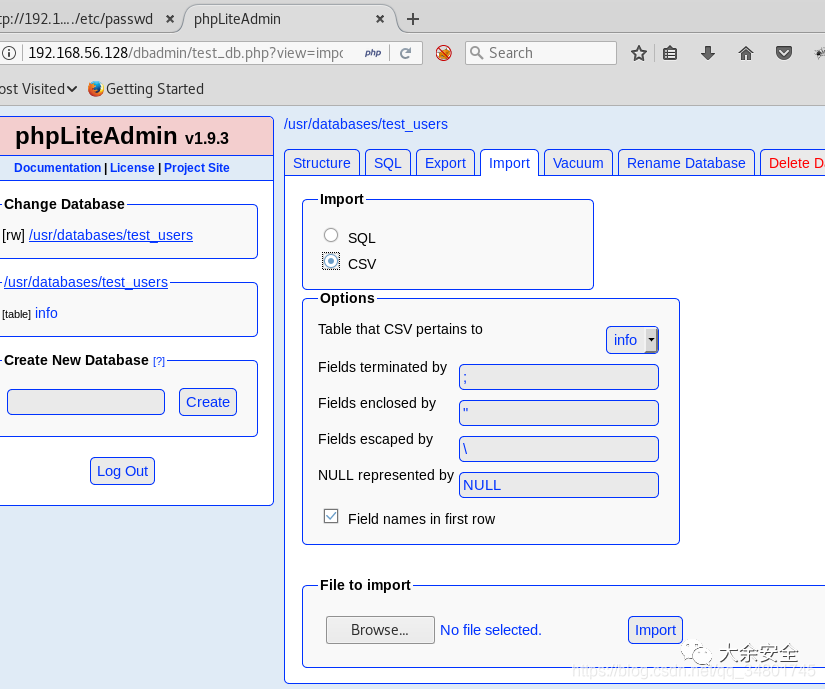 tp://192.1.../etc/passwd × phpLiteAdmin × +
192.168.56.128/dbadmin/test_db.php?view=impo php Search
ost Visited Getting Started
phpLiteAdmin v1.9.3
Documentation | License | Project Site
Change Database
[rw] /usr/databases/test_users
/usr/databases/test_users
[table] info
Create New Database [?]
Create
Log Out
/usr/databases/test_users
Structure SQL Export Import Vacuum Rename Database Delete D
Import
SQL
CSV
Options
Table that CSV pertains to info
Fields terminated by ;
Fields enclosed by "
Fields escaped by \
NULL represented by NULL
Field names in first row
File to import
Browse... No file selected. Import
大余安全
https://blog.csdn.net/qq_34801745